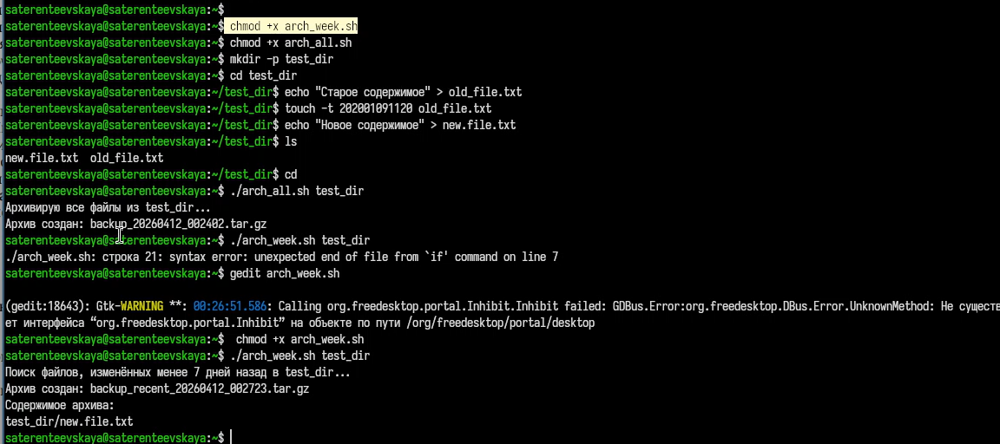 saterenteevskaya@saterenteevskaya:~$
saterenteevskaya@saterenteevskaya:~$ chmod +x arch_week.sh
saterenteevskaya@saterenteevskaya:~$ chmod +x arch_all.sh
saterenteevskaya@saterenteevskaya:~$ mkdir -p test_dir
saterenteevskaya@saterenteevskaya:~$ cd test_dir
saterenteevskaya@saterenteevskaya:~/test_dir$ echo "Старое содержимое" > old_file.txt
saterenteevskaya@saterenteevskaya:~/test_dir$ touch -t 202001091120 old_file.txt
saterenteevskaya@saterenteevskaya:~/test_dir$ echo "Новое содержимое" > new.file.txt
saterenteevskaya@saterenteevskaya:~/test_dir$ ls
new.file.txt  old_file.txt
saterenteevskaya@saterenteevskaya:~/test_dir$ cd
saterenteevskaya@saterenteevskaya:~$ ./arch_all.sh test_dir
Архивирую все файлы из test_dir...
Архив создан: backup_20260412_002402.tar.gz
saterenteevskaya@saterenteevskaya:~$ ./arch_week.sh test_dir
./arch_week.sh: строка 21: syntax error: unexpected end of file from `if' command on line 7
saterenteevskaya@saterenteevskaya:~$ gedit arch_week.sh
(gedit:18643): Gtk-WARNING **: 00:26:51.586: Calling org.freedesktop.portal.Inhibit.Inhibit failed: GDBus.Error:org.freedesktop.DBus.Error.UnknownMethod: Не существ
ет интерфейса “org.freedesktop.portal.Inhibit” на объекте по пути /org/freedesktop/portal/desktop
saterenteevskaya@saterenteevskaya:~$  chmod +x arch_week.sh
saterenteevskaya@saterenteevskaya:~$ ./arch_week.sh test_dir
Поиск файлов, изменённых менее 7 дней назад в test_dir...
Архив создан: backup_recent_20260412_002723.tar.gz
Содержимое архива:
test_dir/new.file.txt
saterenteevskaya@saterenteevskaya:~$